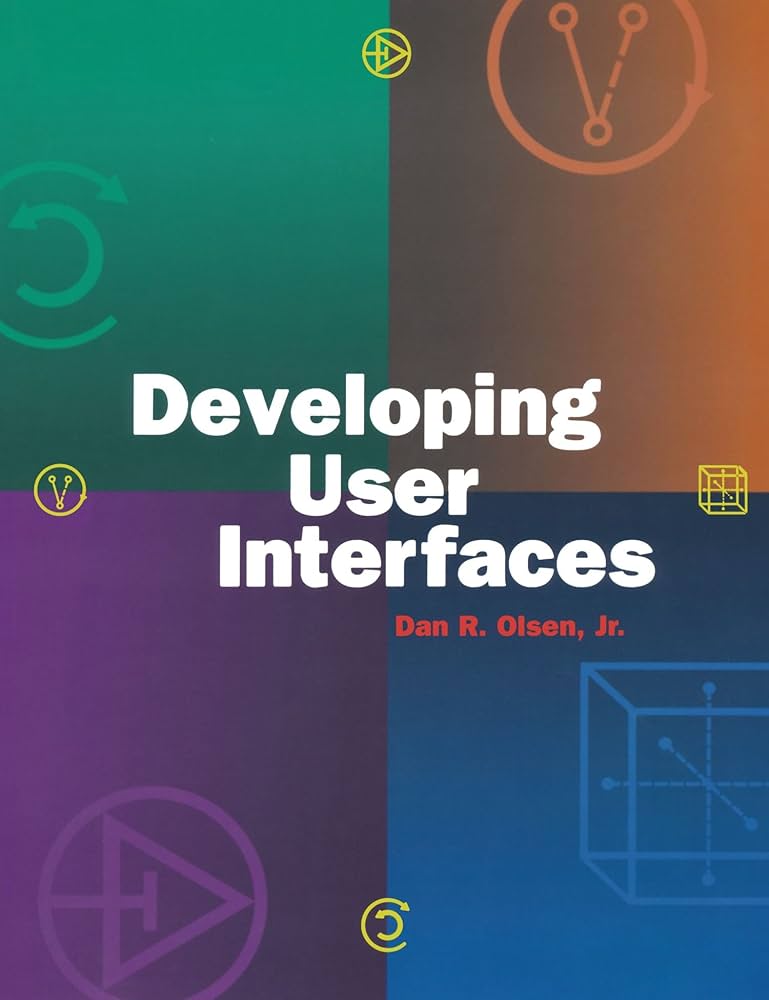 Developing
User
Interfaces
Dan R. Olsen, Jr.